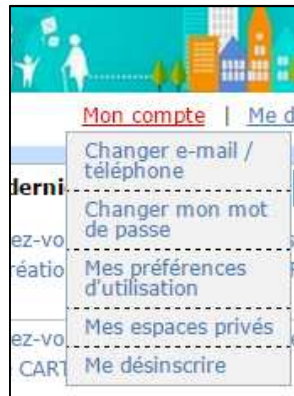 Mon compte | Me d
Changer e-mail /
téléphone
derni
Changer mon mot
de passe
ez-vo
réatio
Mes préférences
d'utilisation
Mes espaces privés
ez-vo
Me désinscrire
CART